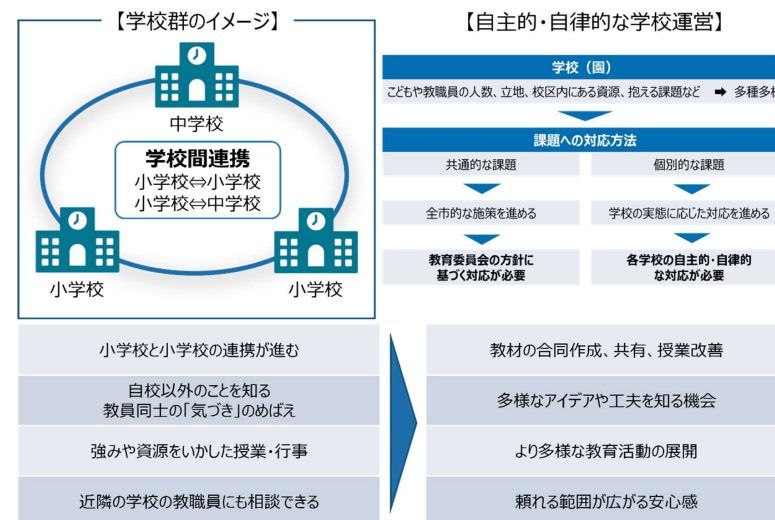 【学校群のイメージ】
中学校
学校間連携
小学校⇔小学校
小学校⇔中学校
小学校
小学校
【自主的・自律的な学校運営】
学校（園）
こどもや教職員の人数、立地、校区内にある資源、抱える課題など ➡ 多種多
課題への対応方法
共通的な課題
個別的な課題
全市的な施策を進める
学校の実態に応じた対応を進める
教育委員会の方針に
基づく対応が必要
各学校の自主的・自律的
な対応が必要
小学校と小学校の連携が進む
教材の合同作成、共有、授業改善
自校以外のことを知る
教員同士の「気づき」のめばえ
多様なアイデアや工夫を知る機会
強みや資源をいかした授業・行事
より多様な教育活動の展開
近隣の学校の教職員にも相談できる
頼れる範囲が広がる安心感